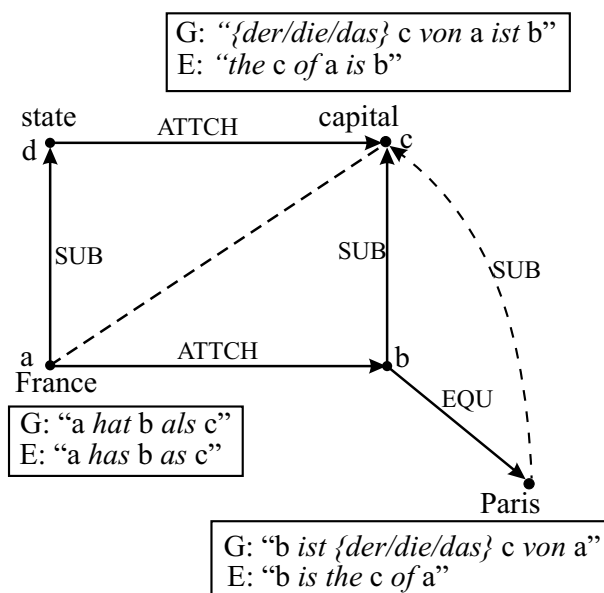 G: “{der/die/das} c von a ist b”
E: “the c of a is b”
state
ATTCH
capital
d
c
SUB
SUB
SUB
a
ATTCH
b
France
EQU
G: “a hat b als c”
E: “a has b as c”
Paris
G: “b ist {der/die/das} c von a”
E: “b is the c of a”